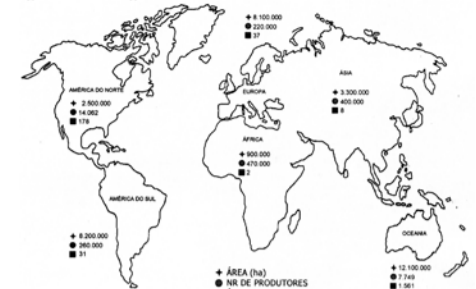 ✚ 8.100.000
● 220.000
■ 37
EUROPA
AMÉRICA DO NORTE
✚ 2.500.000
● 14.062
■ 178
ÁSIA
✚ 3.300.000
● 400.000
■ 8
ÁFRICA
✚ 900.000
● 470.000
■ 2
AMÉRICA DO SUL
✚ 6.200.000
● 260.000
■ 31
OCEANIA
✚ 12.100.000
● 7.749
■ 1.561
✚ ÁREA (ha)
● NR DE PRODUTORES